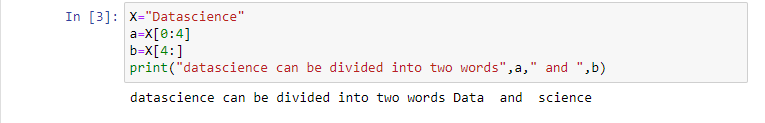 In [3]: X="Datascience"
a=X[0:4]
b=X[4:]
print("datascience can be divided into two words",a," and ",b)
datascience can be divided into two words Data  and  science